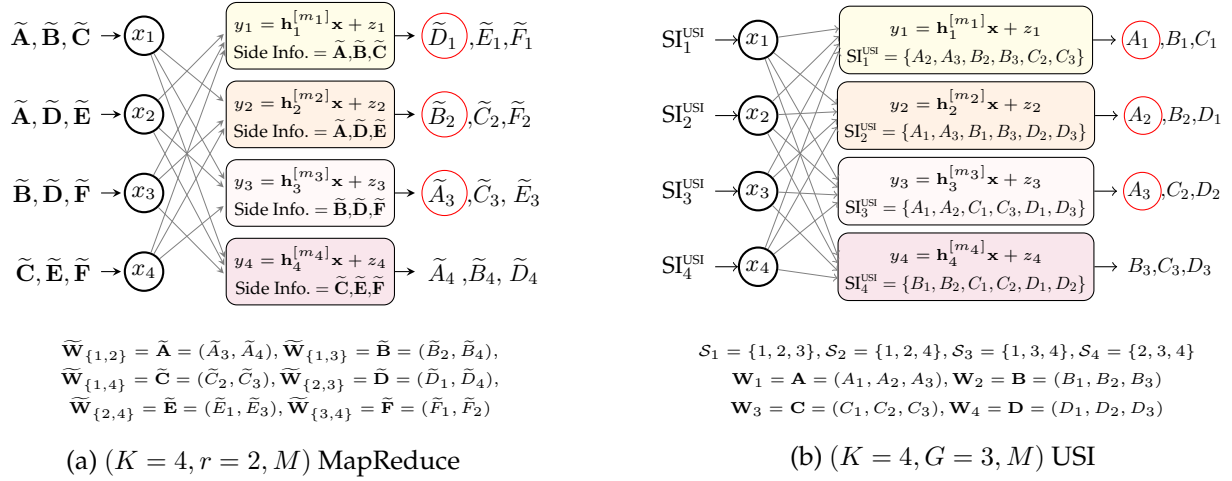 Ã, B̃, C̃ x₁ y₁ = h₁^[m₁] x + z₁ D̃₁, Ẽ₁, F̃₁
Side Info. = Ã, B̃, C̃
Ã, D̃, Ẽ x₂ y₂ = h₂^[m₂] x + z₂ B̃₂, C̃₂, F̃₂
Side Info. = Ã, D̃, Ẽ
B̃, D̃, F̃ x₃ y₃ = h₃^[m₃] x + z₃ Ã₃, C̃₃, Ẽ₃
Side Info. = B̃, D̃, F̃
C̃, Ẽ, F̃ x₄ y₄ = h₄^[m₄] x + z₄ Ã₄, B̃₄, D̃₄
Side Info. = C̃, Ẽ, F̃
W̃_{1,2} = Ã = (Ã₃, Ã₄), W̃_{1,3} = B̃ = (B̃₂, B̃₄),
W̃_{1,4} = C̃ = (C̃₂, C̃₃), W̃_{2,3} = D̃ = (D̃₁, D̃₄),
W̃_{2,4} = Ẽ = (Ẽ₁, Ẽ₃), W̃_{3,4} = F̃ = (F̃₁, F̃₂)
(a) (K = 4, r = 2, M) MapReduce
SI₁^USI x₁ y₁ = h₁^[m₁] x + z₁ A₁, B₁, C₁
SI₁^USI = {A₂, A₃, B₂, B₃, C₂, C₃}
SI₂^USI x₂ y₂ = h₂^[m₂] x + z₂ A₂, B₂, D₁
SI₂^USI = {A₁, A₃, B₁, B₃, D₂, D₃}
SI₃^USI x₃ y₃ = h₃^[m₃] x + z₃ A₃, C₂, D₂
SI₃^USI = {A₁, A₂, C₁, C₃, D₁, D₃}
SI₄^USI x₄ y₄ = h₄^[m₄] x + z₄ B₃, C₃, D₃
SI₄^USI = {B₁, B₂, C₁, C₂, D₁, D₂}
S₁ = {1, 2, 3}, S₂ = {1, 2, 4}, S₃ = {1, 3, 4}, S₄ = {2, 3, 4}
W₁ = A = (A₁, A₂, A₃), W₂ = B = (B₁, B₂, B₃)
W₃ = C = (C₁, C₂, C₃), W₄ = D = (D₁, D₂, D₃)
(b) (K = 4, G = 3, M) USI